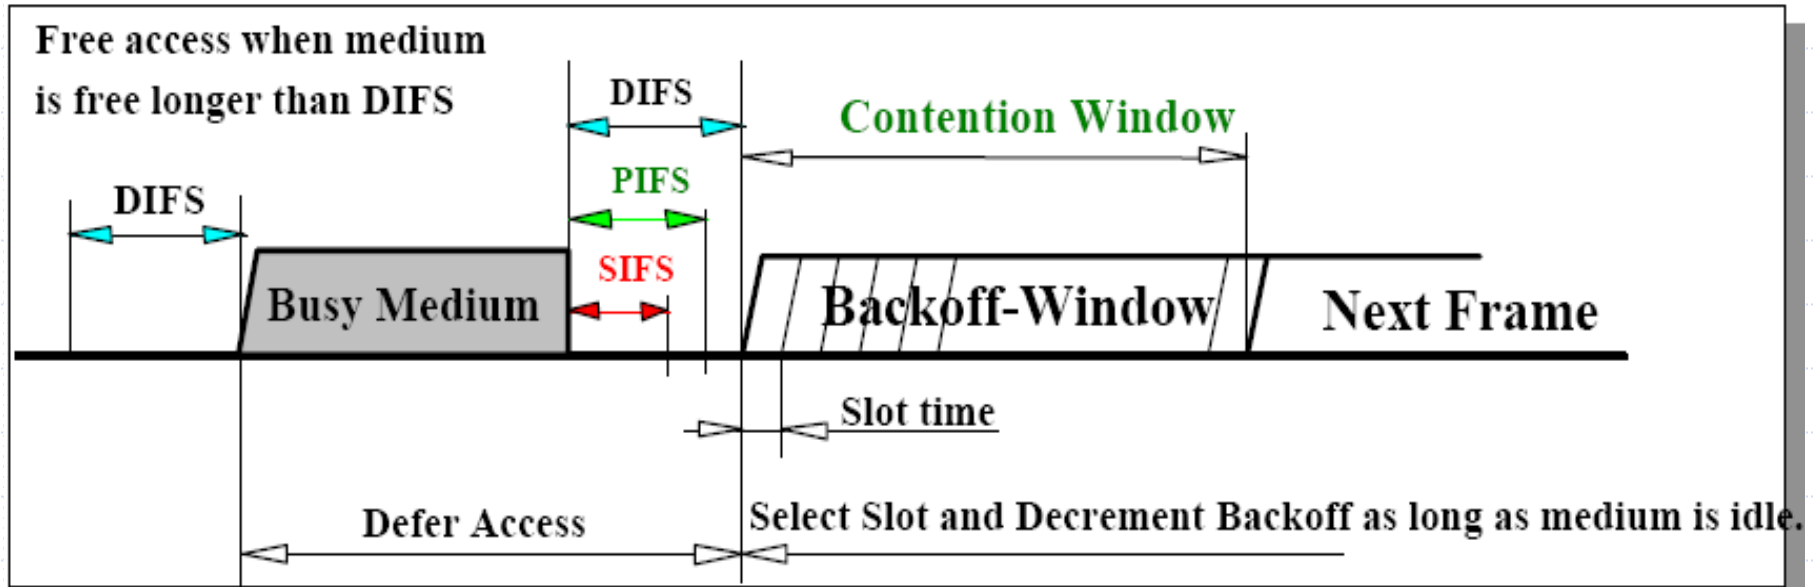 Free access when medium
is free longer than DIFS
DIFS
Contention Window
PIFS
DIFS
SIFS
Busy Medium
Backoff-Window
Next Frame
Slot time
Defer Access
Select Slot and Decrement Backoff as long as medium is idle.